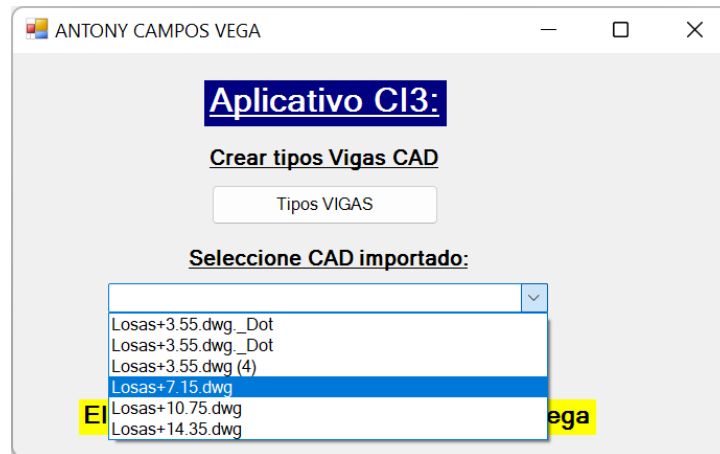 ANTONY CAMPOS VEGA
Aplicativo CI3:
Crear tipos Vigas CAD
Tipos VIGAS
Seleccione CAD importado:
Losas+3.55.dwg._Dot
Losas+3.55.dwg._Dot
Losas+3.55.dwg (4)
Losas+7.15.dwg
Losas+10.75.dwg
Losas+14.35.dwg